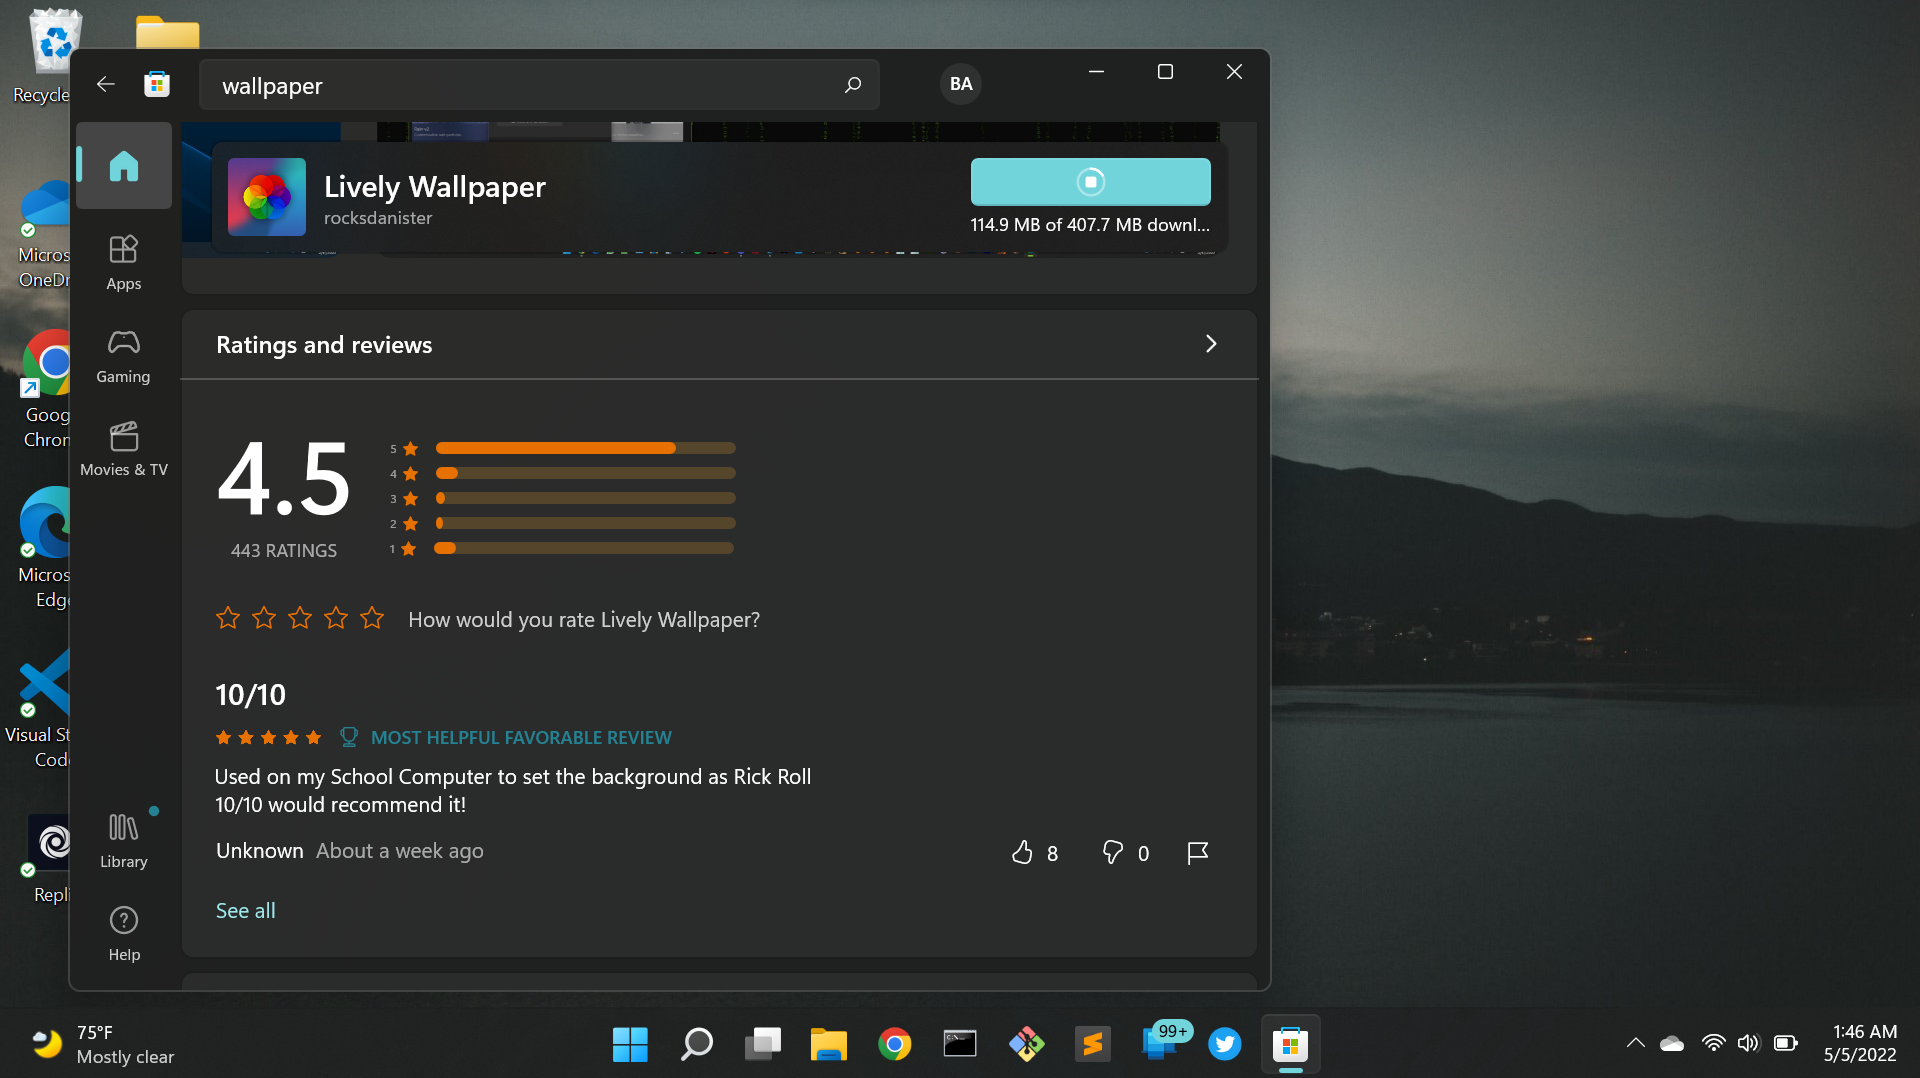 Recycle
wallpaper
BA
Lively Wallpaper
rocksdanister
114.9 MB of 407.7 MB downl...
Micros
OneDr
Apps
Gaming
Goog
Chron
Movies & TV
Micros
Edge
Visual St
Code
Library
Repli
Help
Ratings and reviews
4.5
443 RATINGS
5
4
3
2
1
How would you rate Lively Wallpaper?
10/10
MOST HELPFUL FAVORABLE REVIEW
Used on my School Computer to set the background as Rick Roll
10/10 would recommend it!
Unknown About a week ago
8 0
See all
75°F
Mostly clear
99+
1:46 AM
5/5/2022